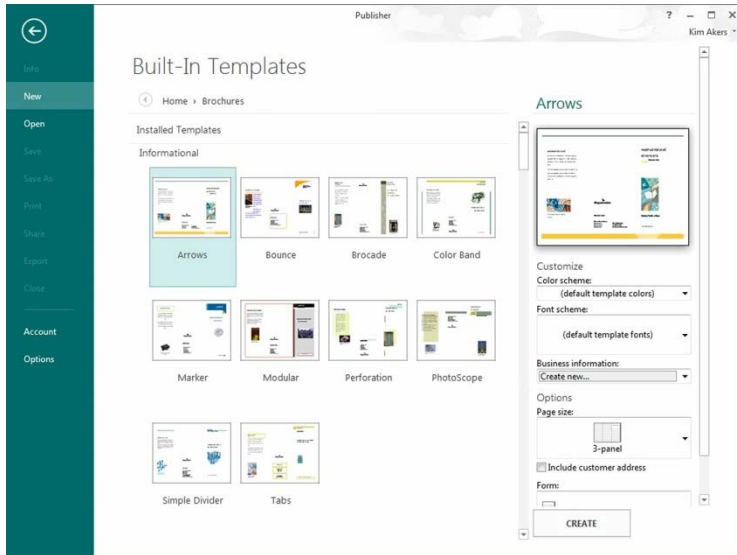 Publisher
?
Kim Akers
Info
New
Open
Save
Save As
Print
Share
Export
Close
Account
Options
Built-In Templates
Home › Brochures
Installed Templates
Informational
Arrows
Bounce
Brocade
Color Band
Marker
Modular
Perforation
PhotoScope
Simple Divider
Tabs
Arrows
Customize
Color scheme:
(default template colors)
Font scheme:
(default template fonts)
Business information:
Create new...
Options
Page size:
3-panel
Include customer address
Form:
CREATE